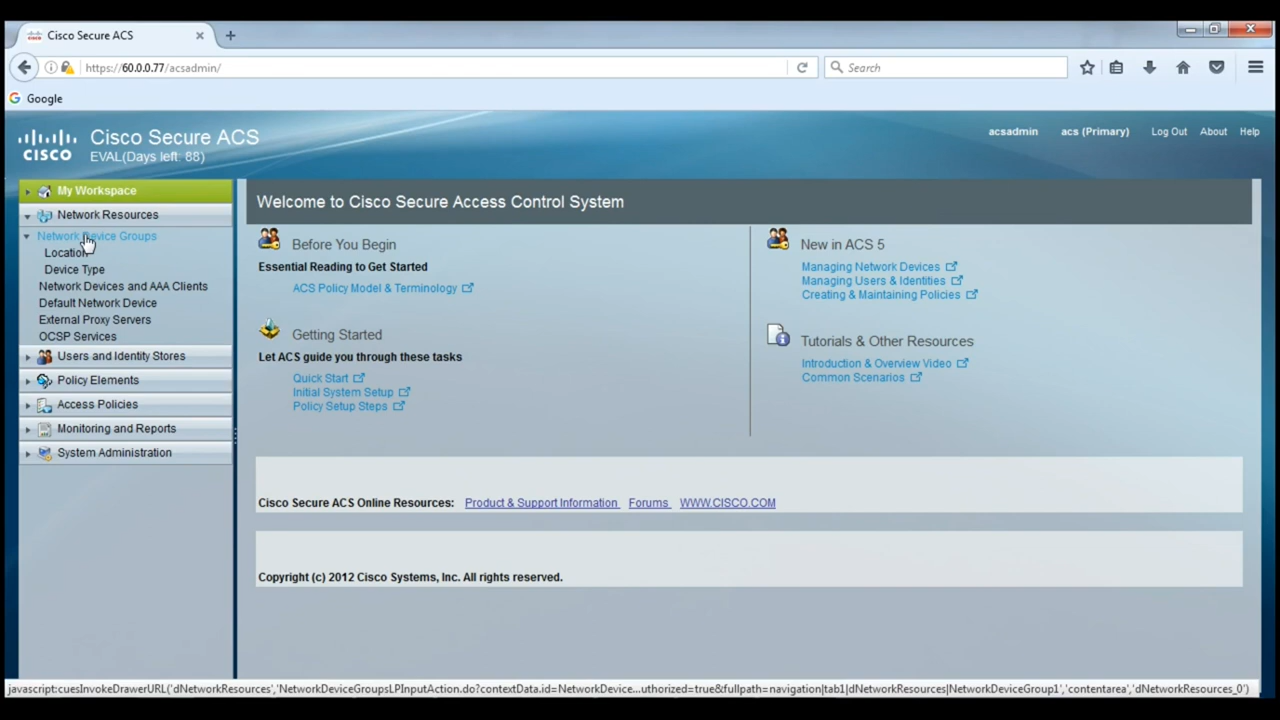 Cisco Secure ACS
https://60.0.0.77/acsadmin/
Search
Google
CISCO
Cisco Secure ACS
EVAL(Days left: 88)
acsadmin
acs (Primary)
Log Out
About
Help
My Workspace
Network Resources
Network Device Groups
Location
Device Type
Network Devices and AAA Clients
Default Network Device
External Proxy Servers
OCSP Services
Users and Identity Stores
Policy Elements
Access Policies
Monitoring and Reports
System Administration
Welcome to Cisco Secure Access Control System
Before You Begin
Essential Reading to Get Started
ACS Policy Model & Terminology
Getting Started
Let ACS guide you through these tasks
Quick Start
Initial System Setup
Policy Setup Steps
New in ACS 5
Managing Network Devices
Managing Users & Identities
Creating & Maintaining Policies
Tutorials & Other Resources
Introduction & Overview Video
Common Scenarios
Cisco Secure ACS Online Resources: Product & Support Information Forums WWW.CISCO.COM
Copyright (c) 2012 Cisco Systems, Inc. All rights reserved.
javascript:cuesInvokeDrawerURL('dNetworkResources','NetworkDeviceGroupsLPInputAction.do?contextData.id=NetworkDevice...uthorized=true&fullpath=navigation|tab1|dNetworkResources|NetworkDeviceGroup1','contentarea','dNetworkResources_0')